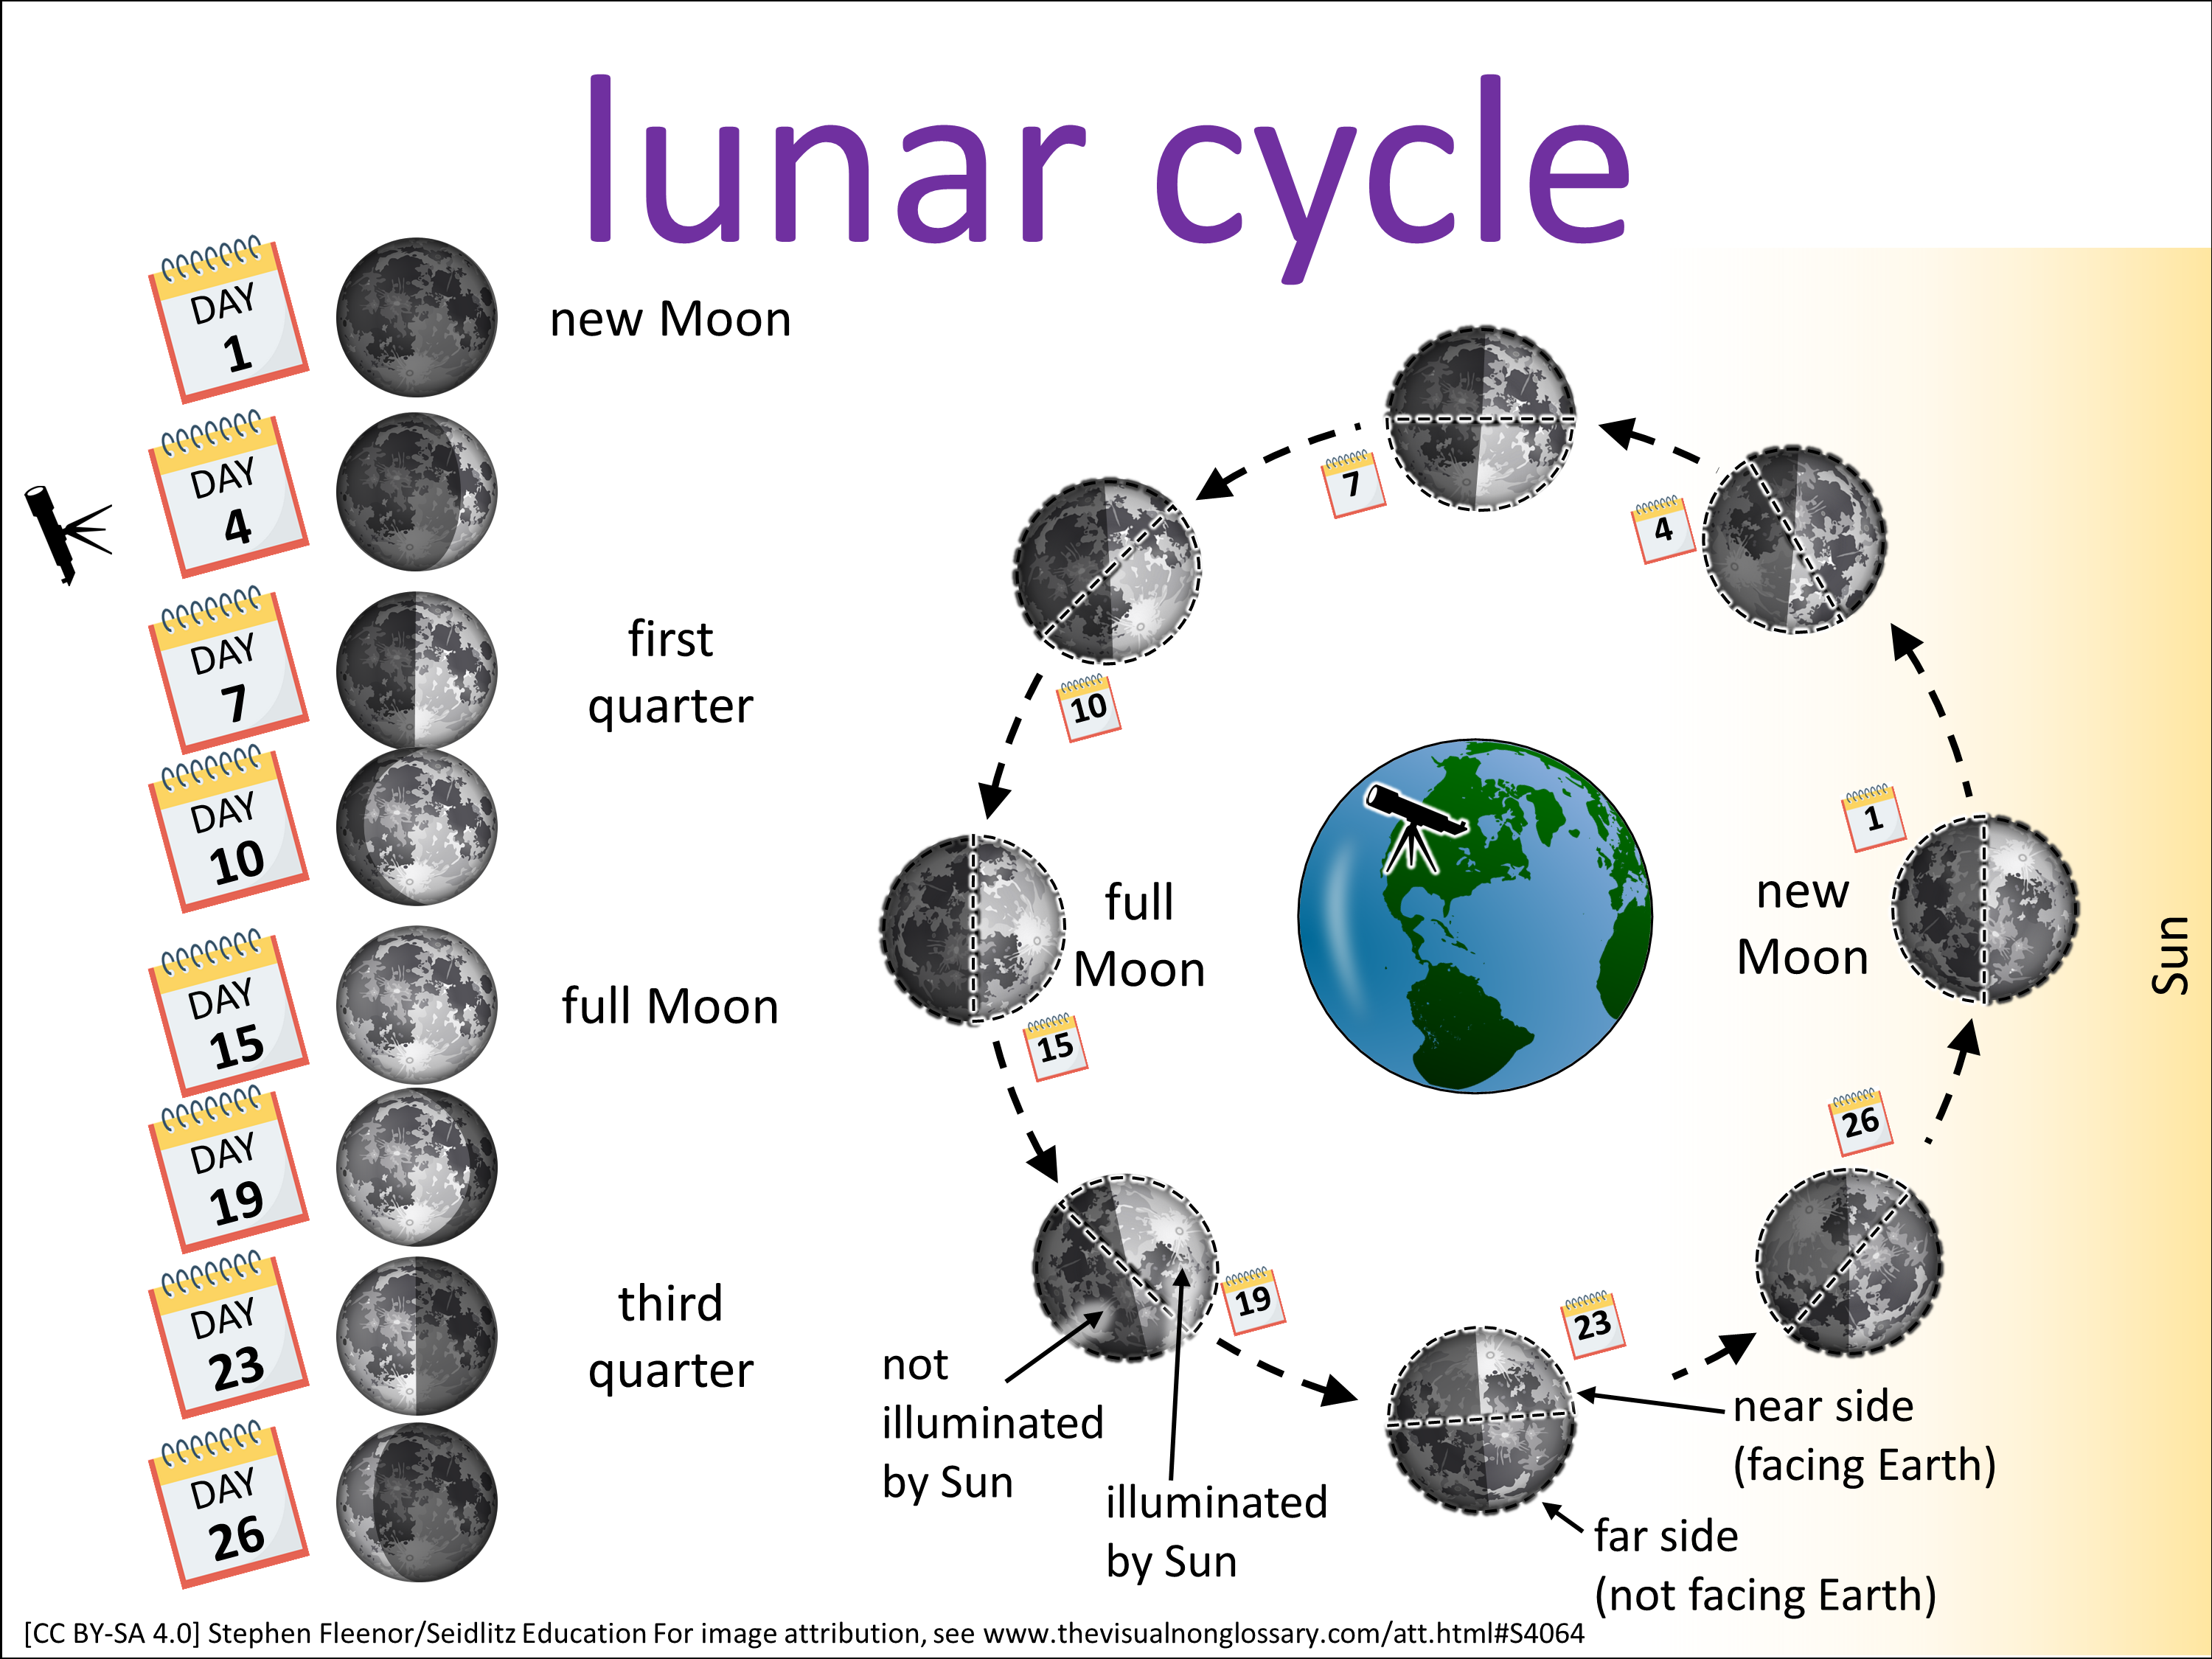 lunar cycle
DAY
1
new Moon
DAY
4
DAY
7
first
quarter
DAY
10
DAY
15
full Moon
DAY
19
DAY
23
third
quarter
DAY
26
7
4
10
1
full
Moon
new
Moon
Sun
15
26
19
23
not
illuminated
by Sun
illuminated
by Sun
near side
(facing Earth)
far side
(not facing Earth)
[CC BY-SA 4.0] Stephen Fleenor/Seidlitz Education For image attribution, see www.thevisualnonglossary.com/att.html#S4064